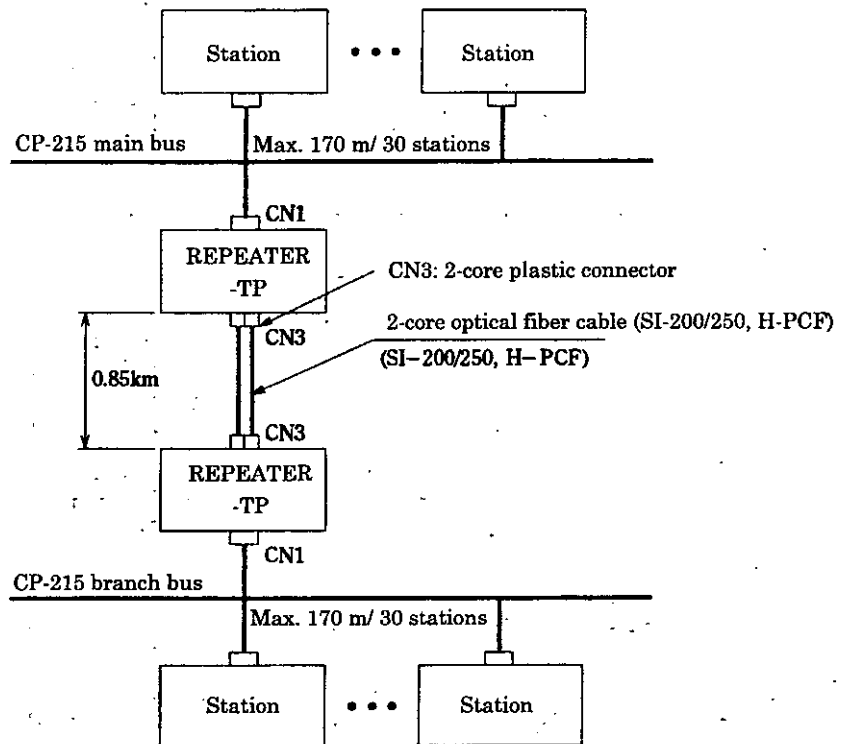 Station
• • •
Station
CP-215 main bus
Max. 170 m/ 30 stations
CN1
REPEATER
-TP
CN3: 2-core plastic connector
2-core optical fiber cable (SI-200/250, H-PCF)
(SI-200/250, H-PCF)
CN3
0.85km
CN3
REPEATER
-TP
CN1
CP-215 branch bus
Max. 170 m/ 30 stations
Station
• • •
Station